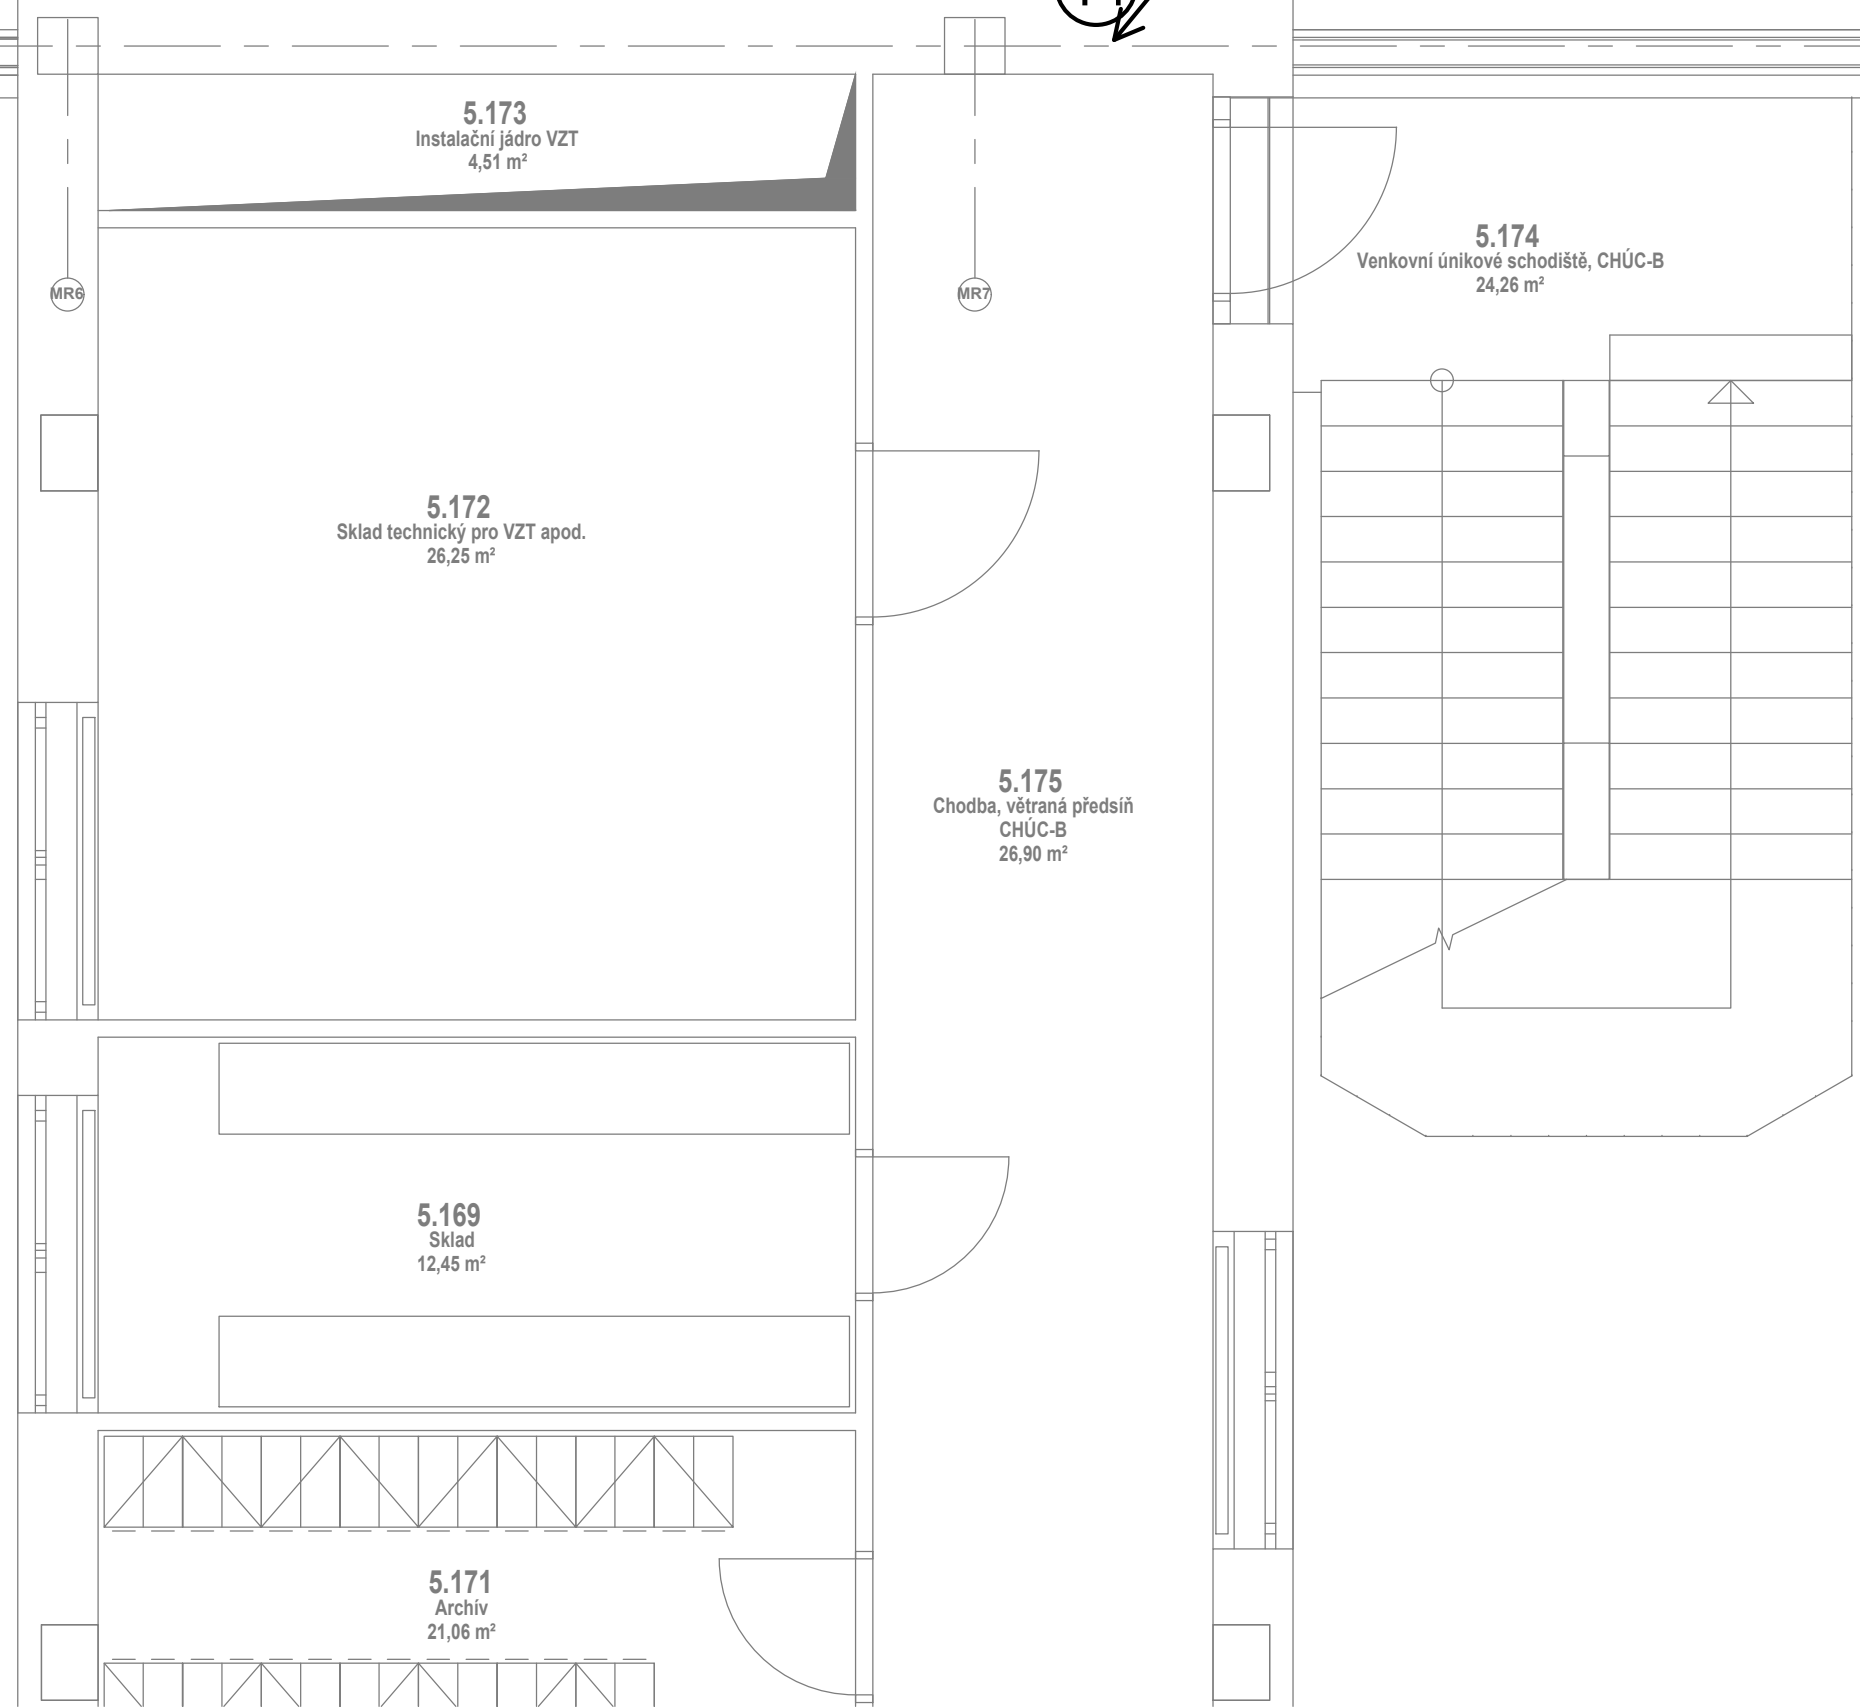 5.173
Instalační jádro VZT
4,51 m²
5.174
Venkovní únikové schodiště, CHÚC-B
24,26 m²
MR6
MR7
5.172
Sklad technický pro VZT apod.
26,25 m²
5.175
Chodba, větraná předsíň
CHÚC-B
26,90 m²
5.169
Sklad
12,45 m²
5.171
Archív
21,06 m²